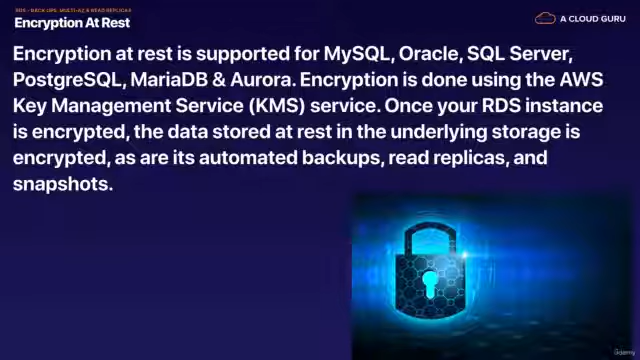 RDS - BACK UPS, MULTI-AZ & READ REPLICAS
Encryption At Rest
A CLOUD GURU
Encryption at rest is supported for MySQL, Oracle, SQL Server,
PostgreSQL, MariaDB & Aurora. Encryption is done using the AWS
Key Management Service (KMS) service. Once your RDS instance
is encrypted, the data stored at rest in the underlying storage is
encrypted, as are its automated backups, read replicas, and
snapshots.
Udemy